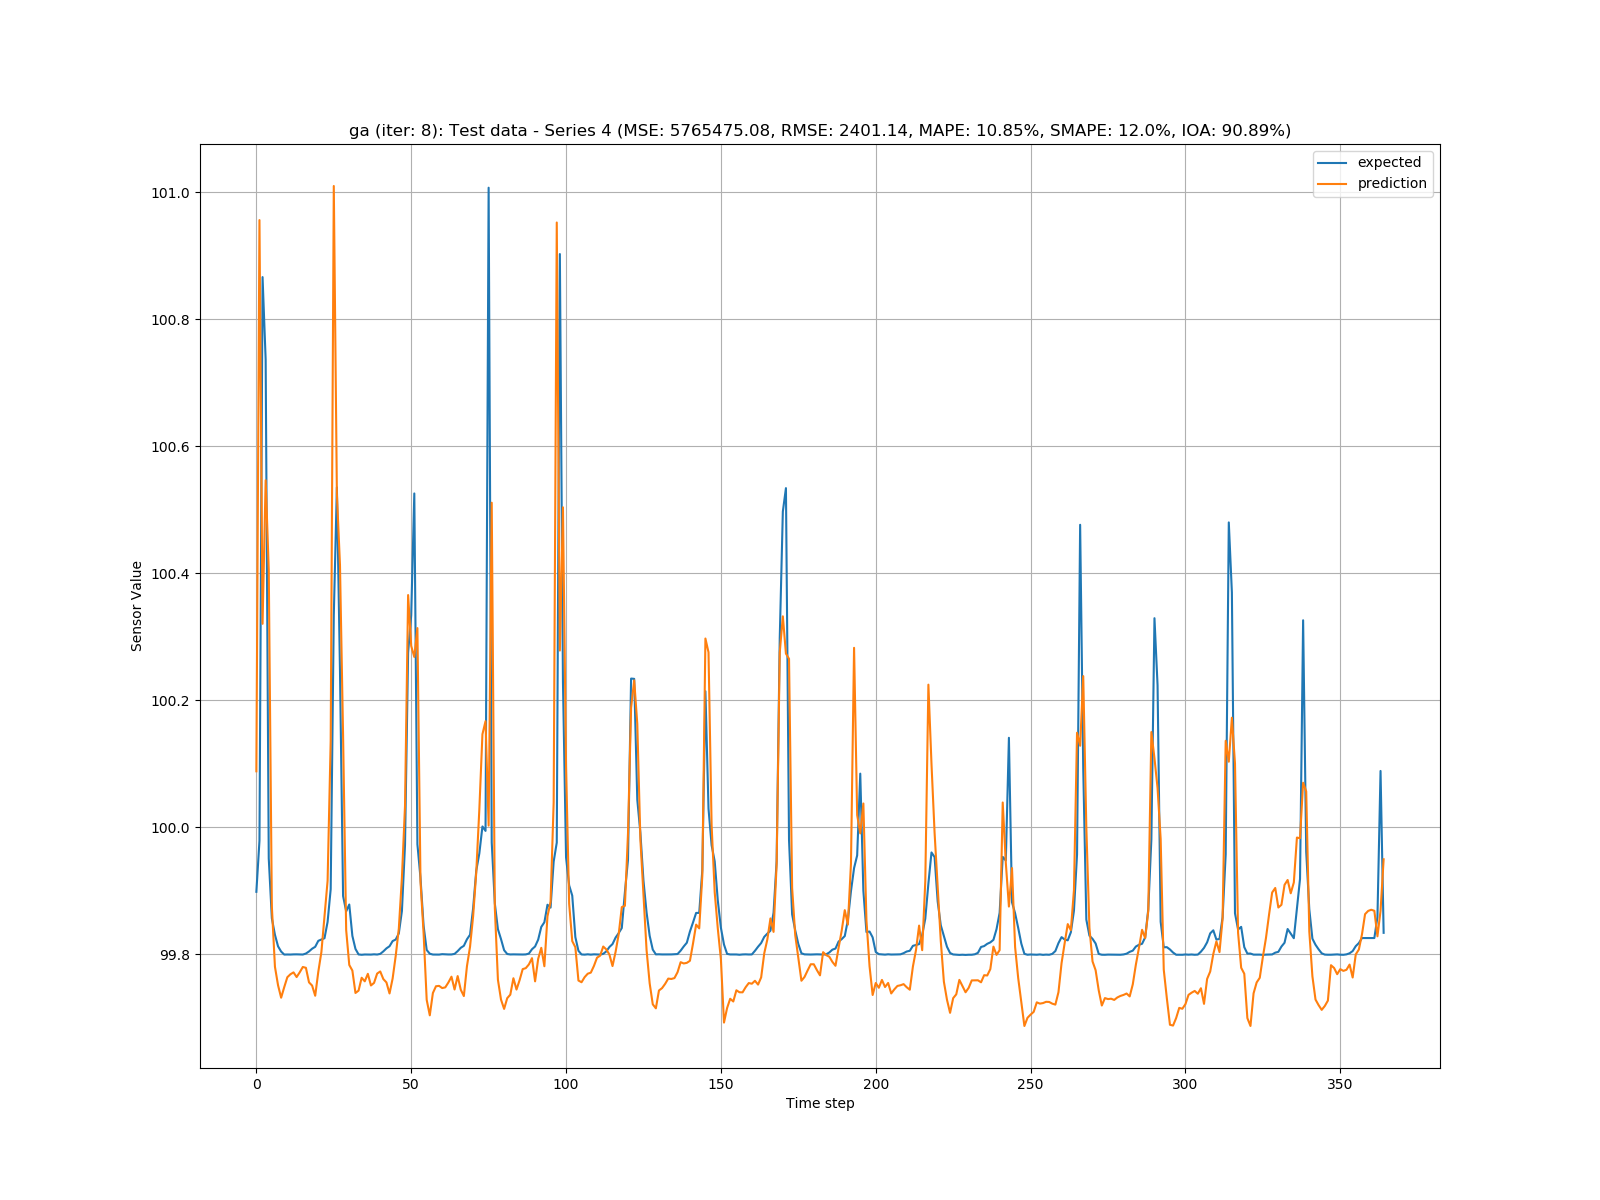 ga (iter: 8): Test data - Series 4 (MSE: 5765475.08, RMSE: 2401.14, MAPE: 10.85%, SMAPE: 12.0%, IOA: 90.89%)
expected
prediction
101.0
100.8
100.6
100.4
100.2
100.0
99.8
Sensor Value
0 50 100 150 200 250 300 350
Time step